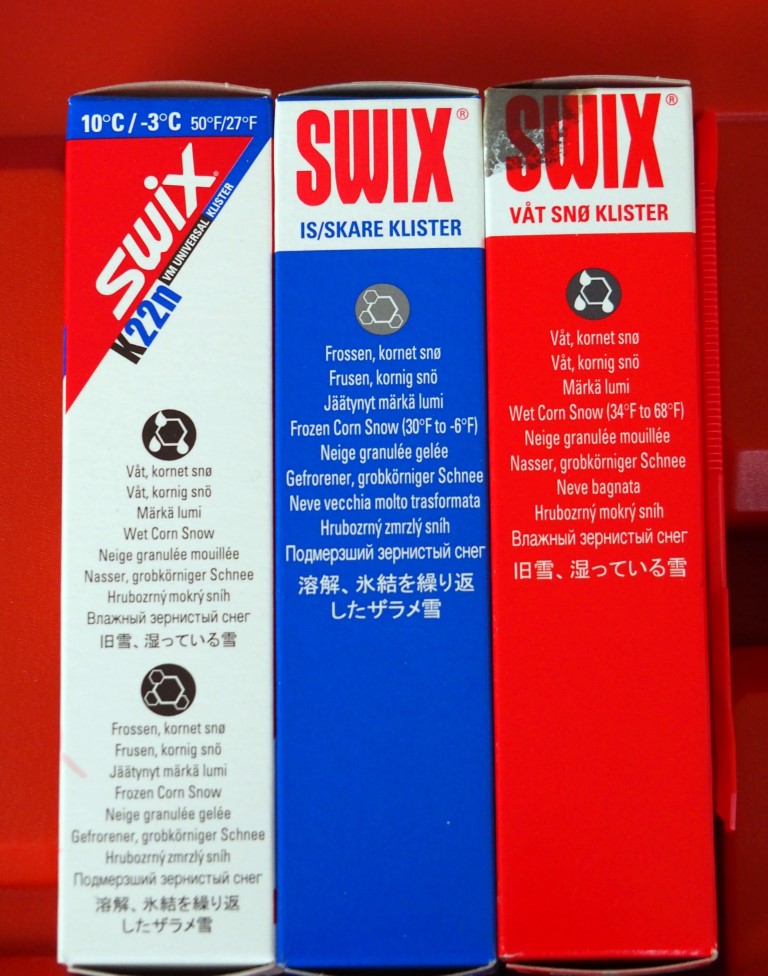 10°C / -3°C 50°F/27°F
SWIX®
K22n VM UNIVERSAL KLISTER
Våt, kornet snø
Våt, kornig snö
Märkä lumi
Wet Corn Snow
Neige granulée mouillée
Nasser, grobkörniger Schnee
Hrubozrný mokrý sníh
Влажный зернистый снег
旧雪、湿っている雪
Frossen, kornet snø
Frusen, kornig snö
Jäätynyt märkä lumi
Frozen Corn Snow
Neige granulée gelée
Gefrorener, grobkörniger Schnee
Hrubozrný zmrzlý sníh
Подмерзший зернистый снег
溶解、氷結を繰り返
したザラメ雪
SWIX®
IS/SKARE KLISTER
Frossen, kornet snø
Frusen, kornig snö
Jäätynyt märkä lumi
Frozen Corn Snow (30°F to -6°F)
Neige granulée gelée
Gefrorener, grobkörniger Schnee
Neve vecchia molto trasformata
Hrubozrný zmrzlý sníh
Подмерзший зернистый снег
溶解、氷結を繰り返
したザラメ雪
SWIX®
VÅT SNØ KLISTER
Våt, kornet snø
Våt, kornig snö
Märkä lumi
Wet Corn Snow (34°F to 68°F)
Neige granulée mouillée
Nasser, grobkörniger Schnee
Neve bagnata
Hrubozrný mokrý sníh
Влажный зернистый снег
旧雪、湿っている雪